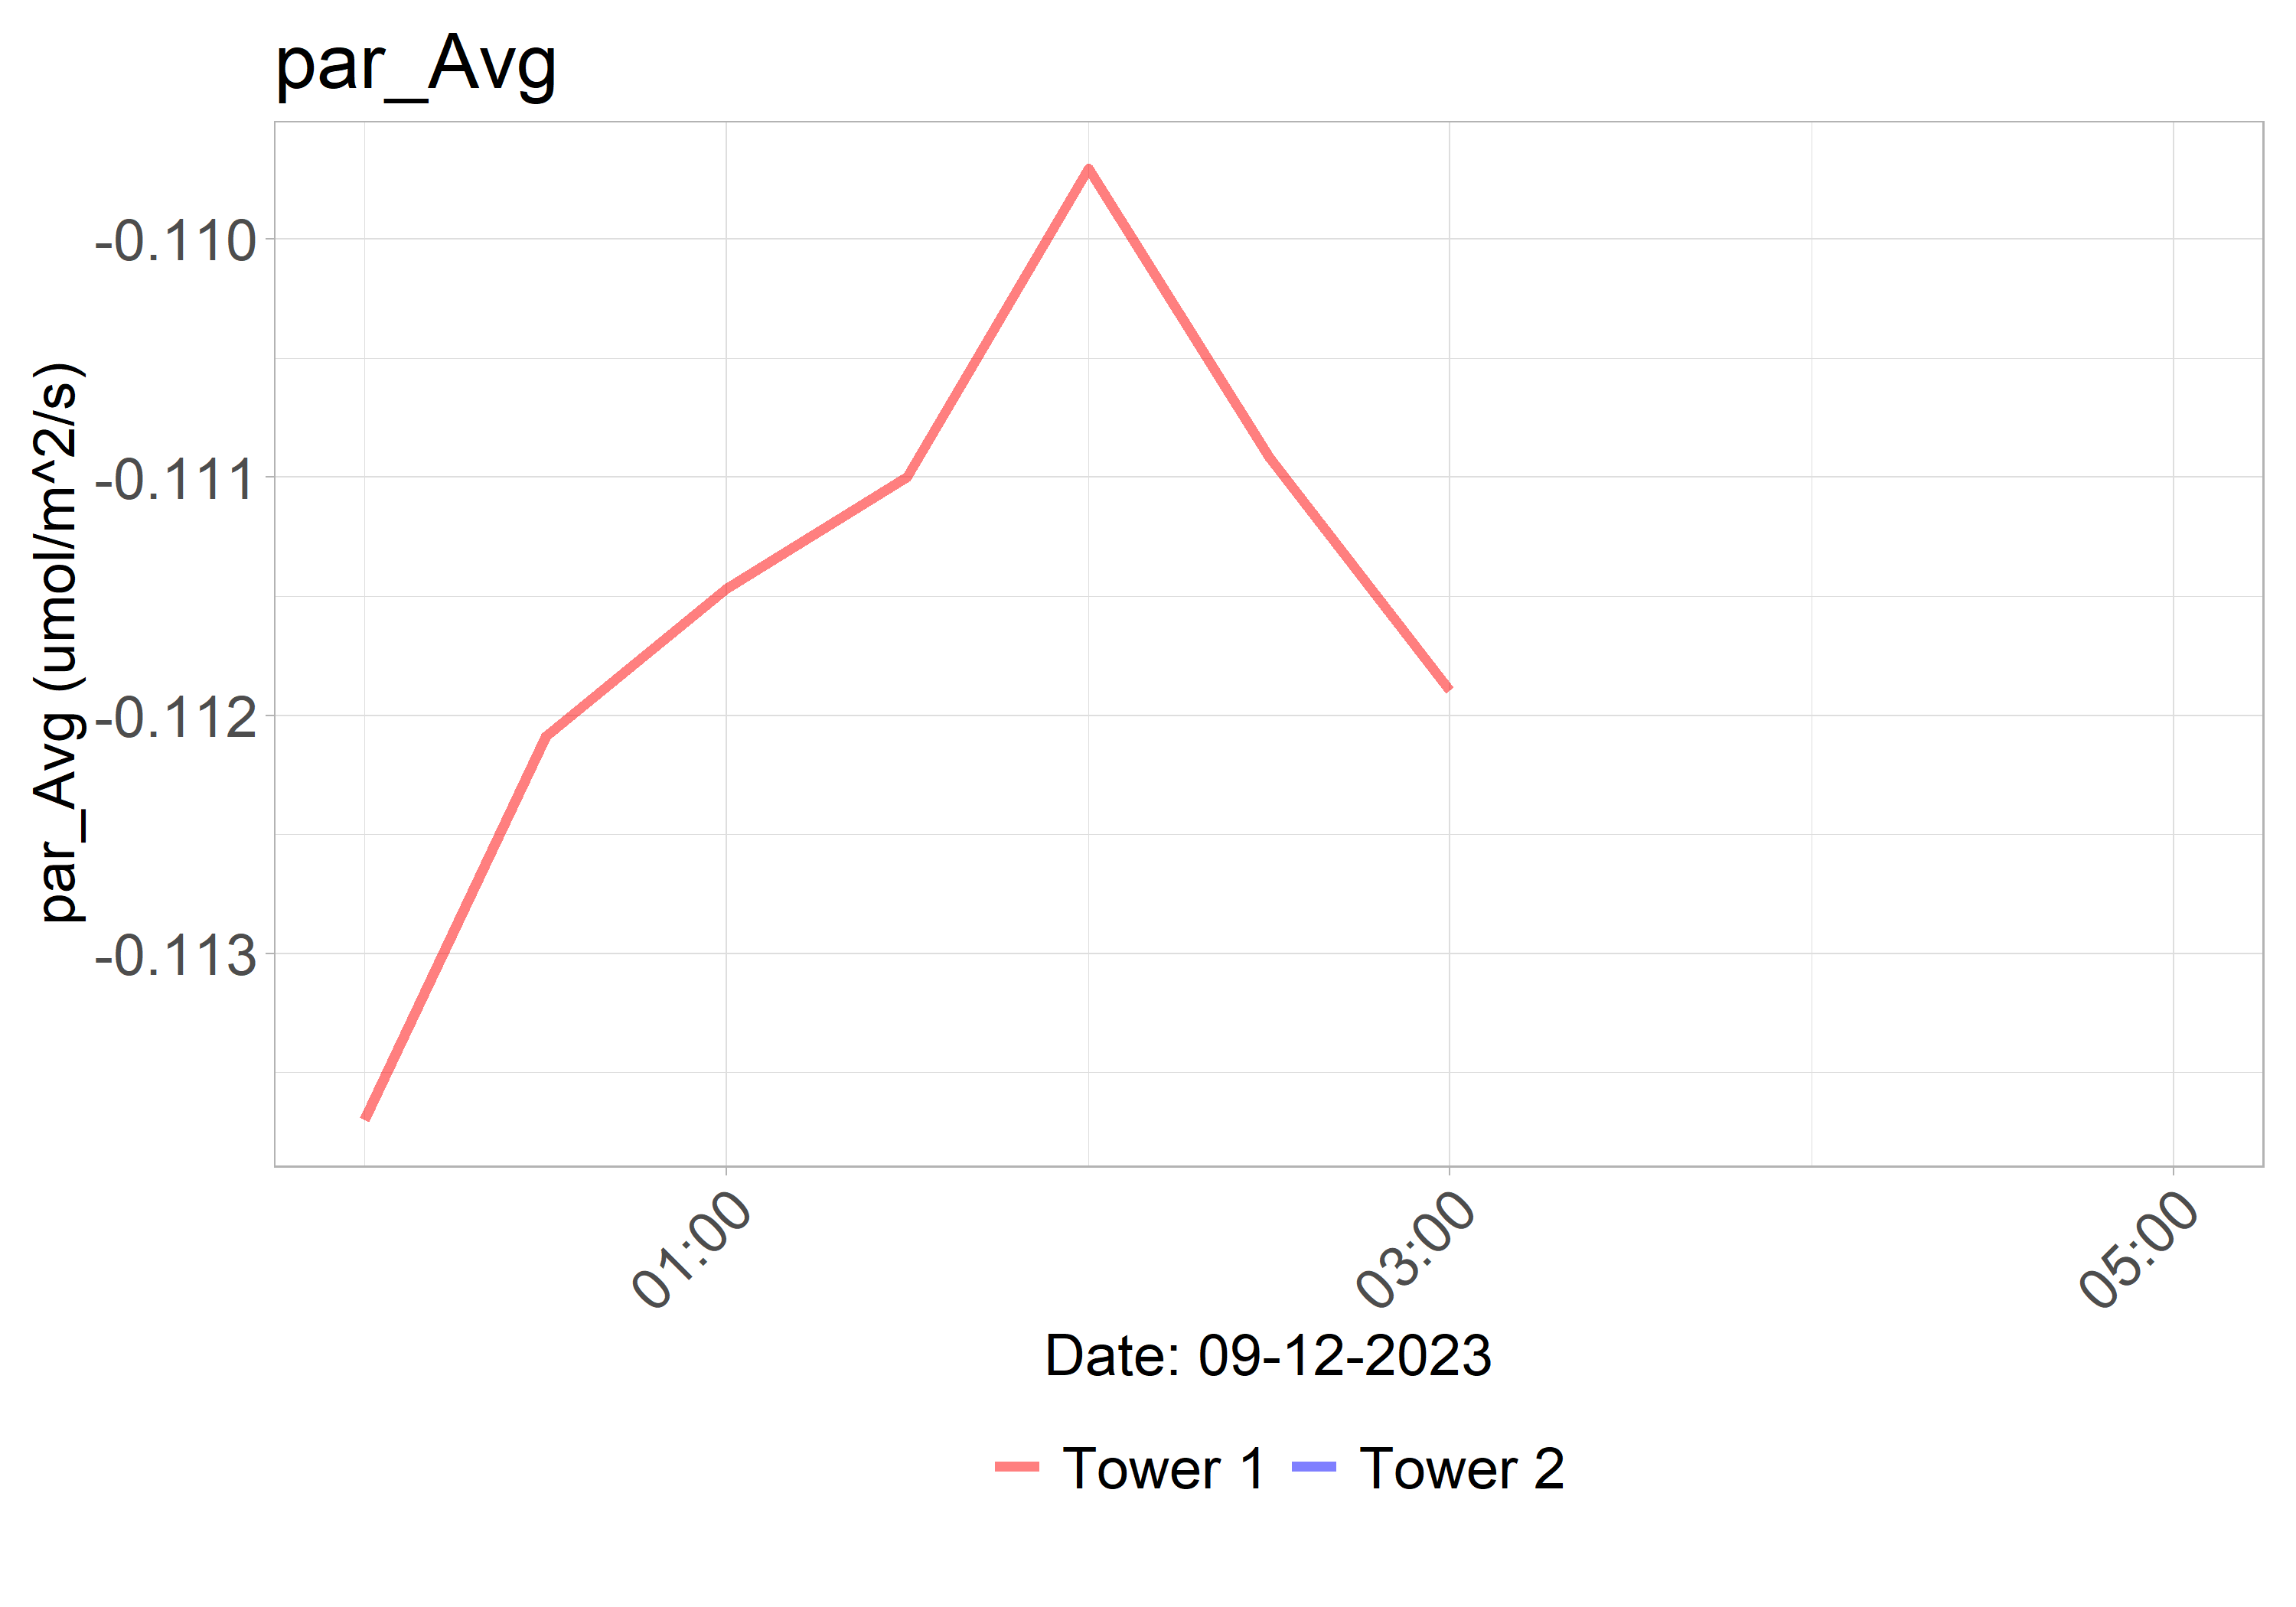 par_Avg
par_Avg (umol/m^2/s)
-0.110
-0.111
-0.112
-0.113
01:00
03:00
05:00
Date: 09-12-2023
Tower 1
Tower 2